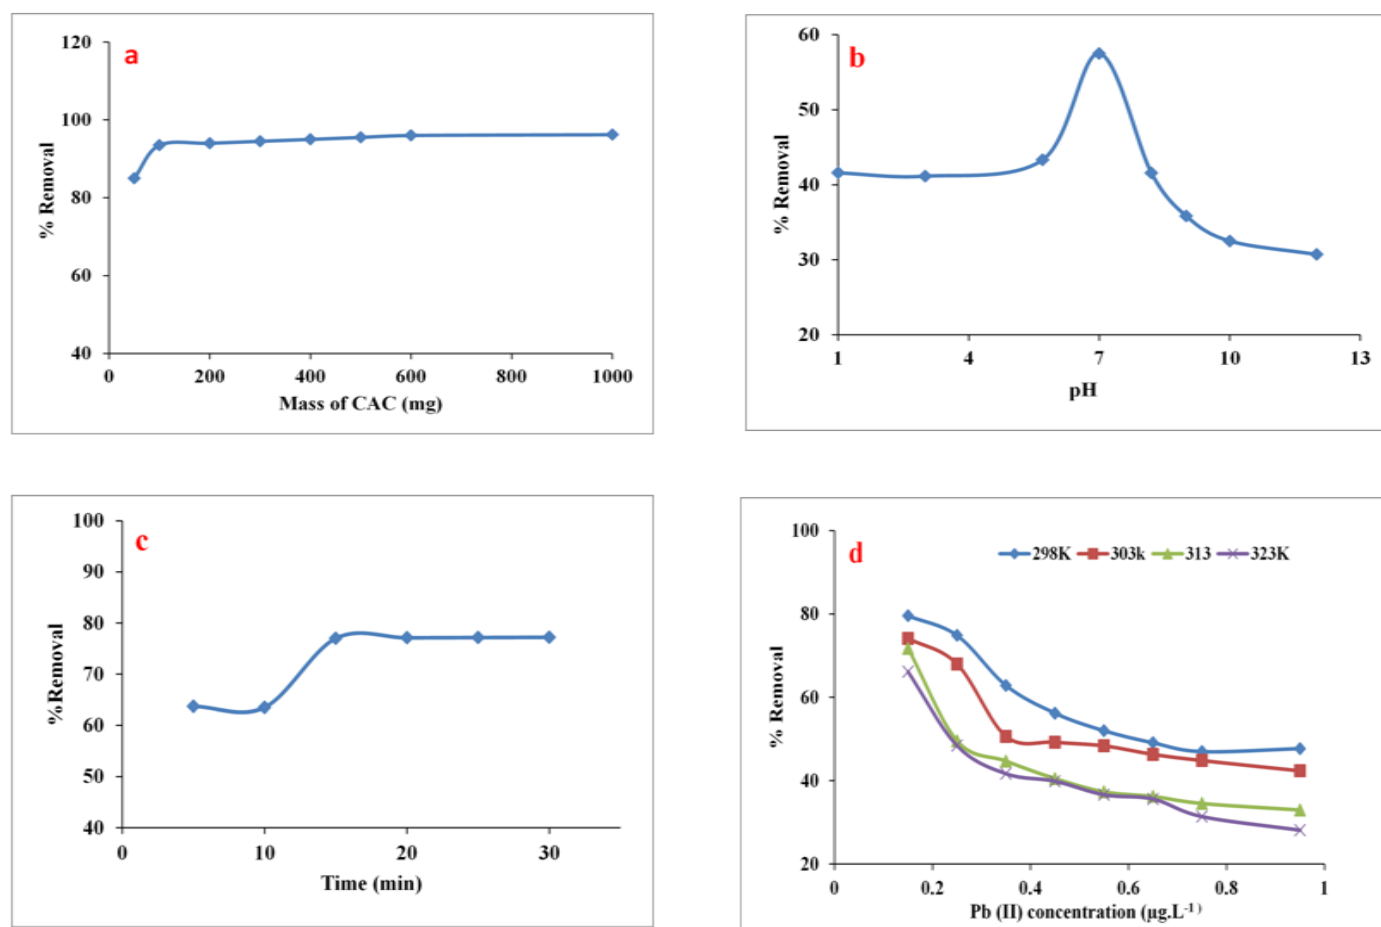 a
120
100
80
60
40
% Removal
0 200 400 600 800 1000
Mass of CAC (mg)
b
60
50
40
30
20
% Removal
1 4 7 10 13
pH
c
100
90
80
70
60
50
40
%Removal
0 10 20 30
Time (min)
d
298K 303k 313 323K
100
80
60
40
20
% Removal
0 0.2 0.4 0.6 0.8 1
Pb (II) concentration (µg.L⁻¹)